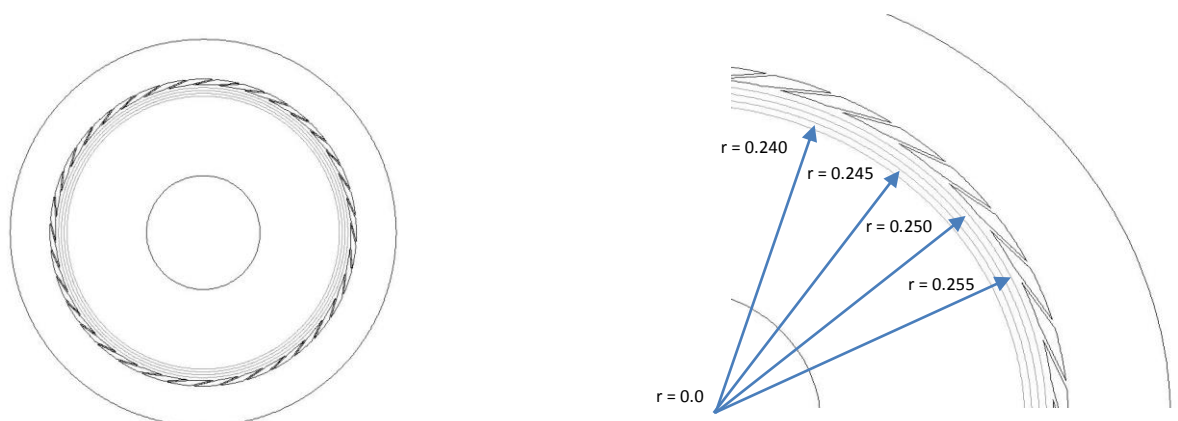 r = 0.240
r = 0.245
r = 0.250
r = 0.255
r = 0.0